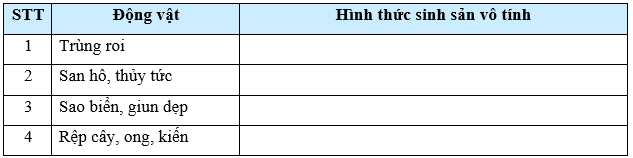 STT Động vật Hình thức sinh sản vô tính
1 Trùng roi
2 San hô, thủy tức
3 Sao biển, giun dẹp
4 Rệp cây, ong, kiến